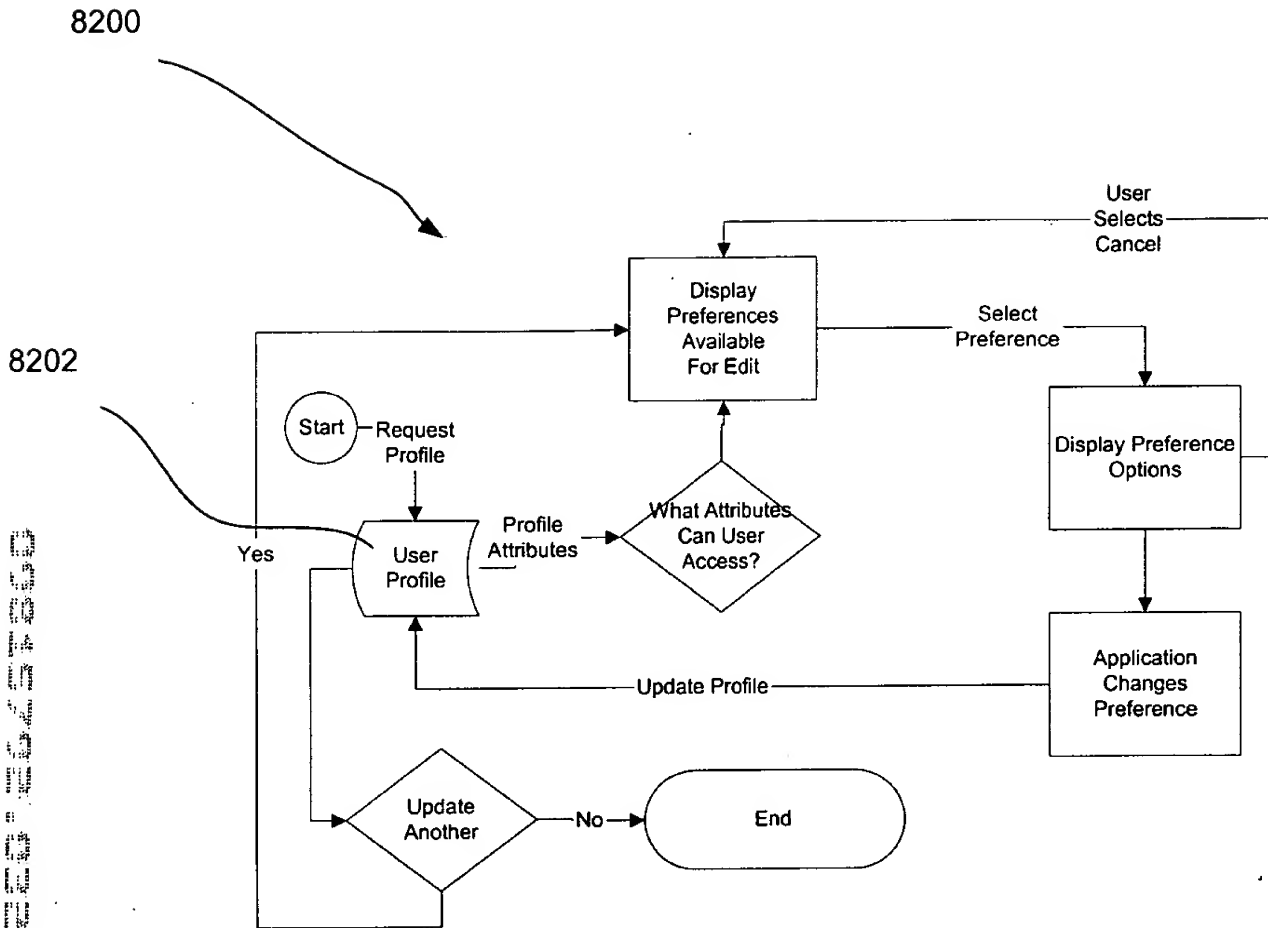 8200
User
Selects
Cancel
Display
Preferences
Available
For Edit
Select
Preference
8202
Start
Request
Profile
Display Preference
Options
What Attributes
Can User
Access?
Profile
Attributes
Yes
User
Profile
Application
Changes
Preference
Update Profile
Update
Another
No
End